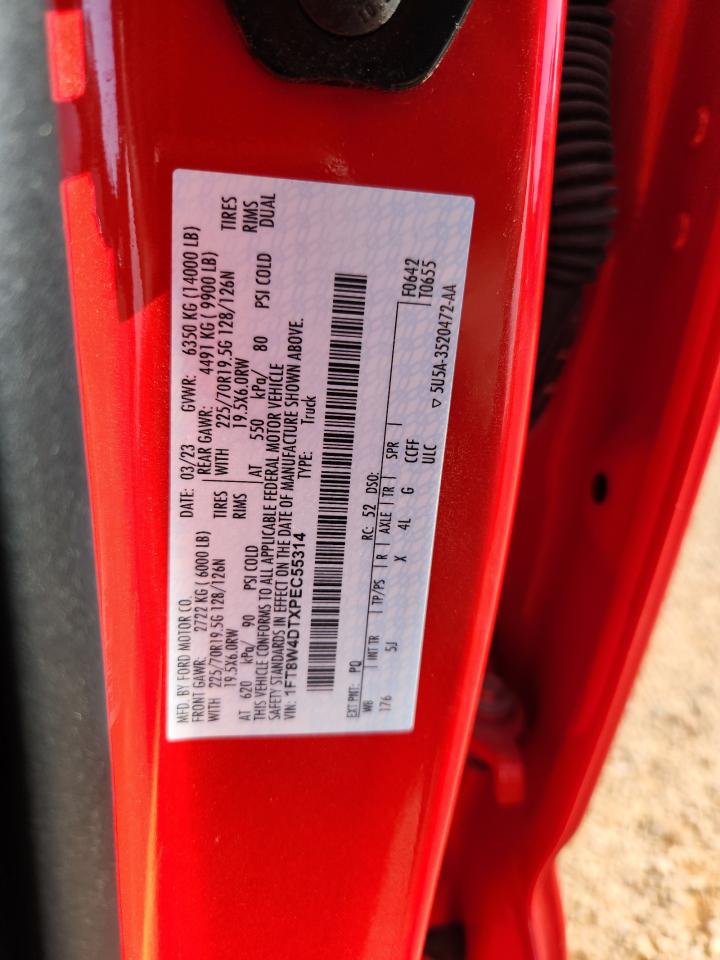 MFD. BY FORD MOTOR CO.
DATE: 03/23 GVWR: 6350 KG (14000 LB)
FRONT GAWR: 2722 KG ( 6000 LB) REAR GAWR: 4491 KG ( 9900 LB)
WITH 225/70R19.5G 128/126N TIRES WITH 225/70R19.5G 128/126N TIRES
19.5X6.0RW RIMS 19.5X6.0RW RIMS
AT 620 kPa/ 90 PSI COLD AT 550 kPa/ 80 PSI COLD DUAL
THIS VEHICLE CONFORMS TO ALL APPLICABLE FEDERAL MOTOR VEHICLE
SAFETY STANDARDS IN EFFECT ON THE DATE OF MANUFACTURE SHOWN ABOVE.
VIN: 1FT8W4DTXPEC55314 TYPE: Truck
EXT PNT: PQ RC: 52 DSO: F0642
T0655
WB INT TR TP/PS R AXLE TR SPR
176 5J X 4L G CCFF
ULC
▽ 5U5A-3520472-AA